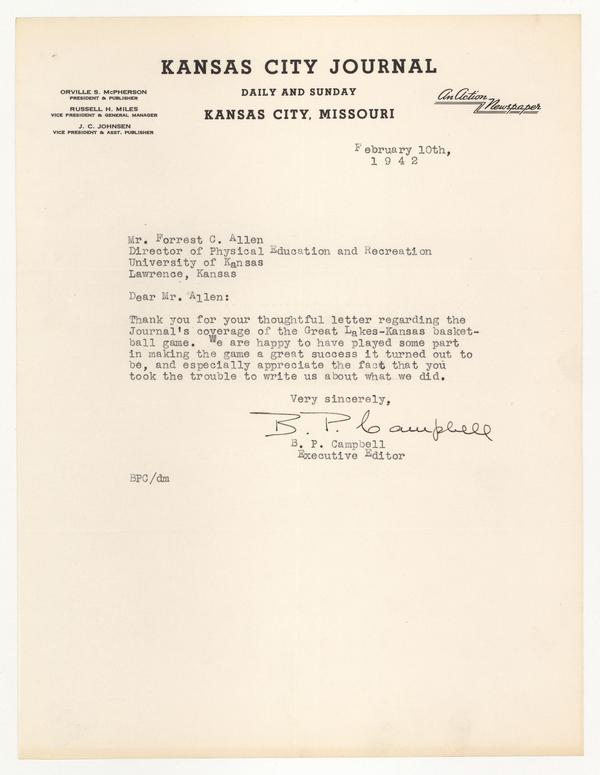 KANSAS CITY JOURNAL
DAILY AND SUNDAY
KANSAS CITY, MISSOURI
ORVILLE S. McPHERSON
PRESIDENT & PUBLISHER
RUSSELL H. MILES
VICE PRESIDENT & GENERAL MANAGER
J. C. JOHNSEN
VICE PRESIDENT & ASST. PUBLISHER
An Action
Newspaper
February 10th,
1 9 4 2
Mr. Forrest C. Allen
Director of Physical Education and Recreation
University of Kansas
Lawrence, Kansas
Dear Mr. Allen:
Thank you for your thoughtful letter regarding the
Journal's coverage of the Great Lakes-Kansas basket-
ball game. We are happy to have played some part
in making the game a great success it turned out to
be, and especially appreciate the fact that you
took the trouble to write us about what we did.
Very sincerely,
B. P. Campbell
B. P. Campbell
Executive Editor
BPC/dm